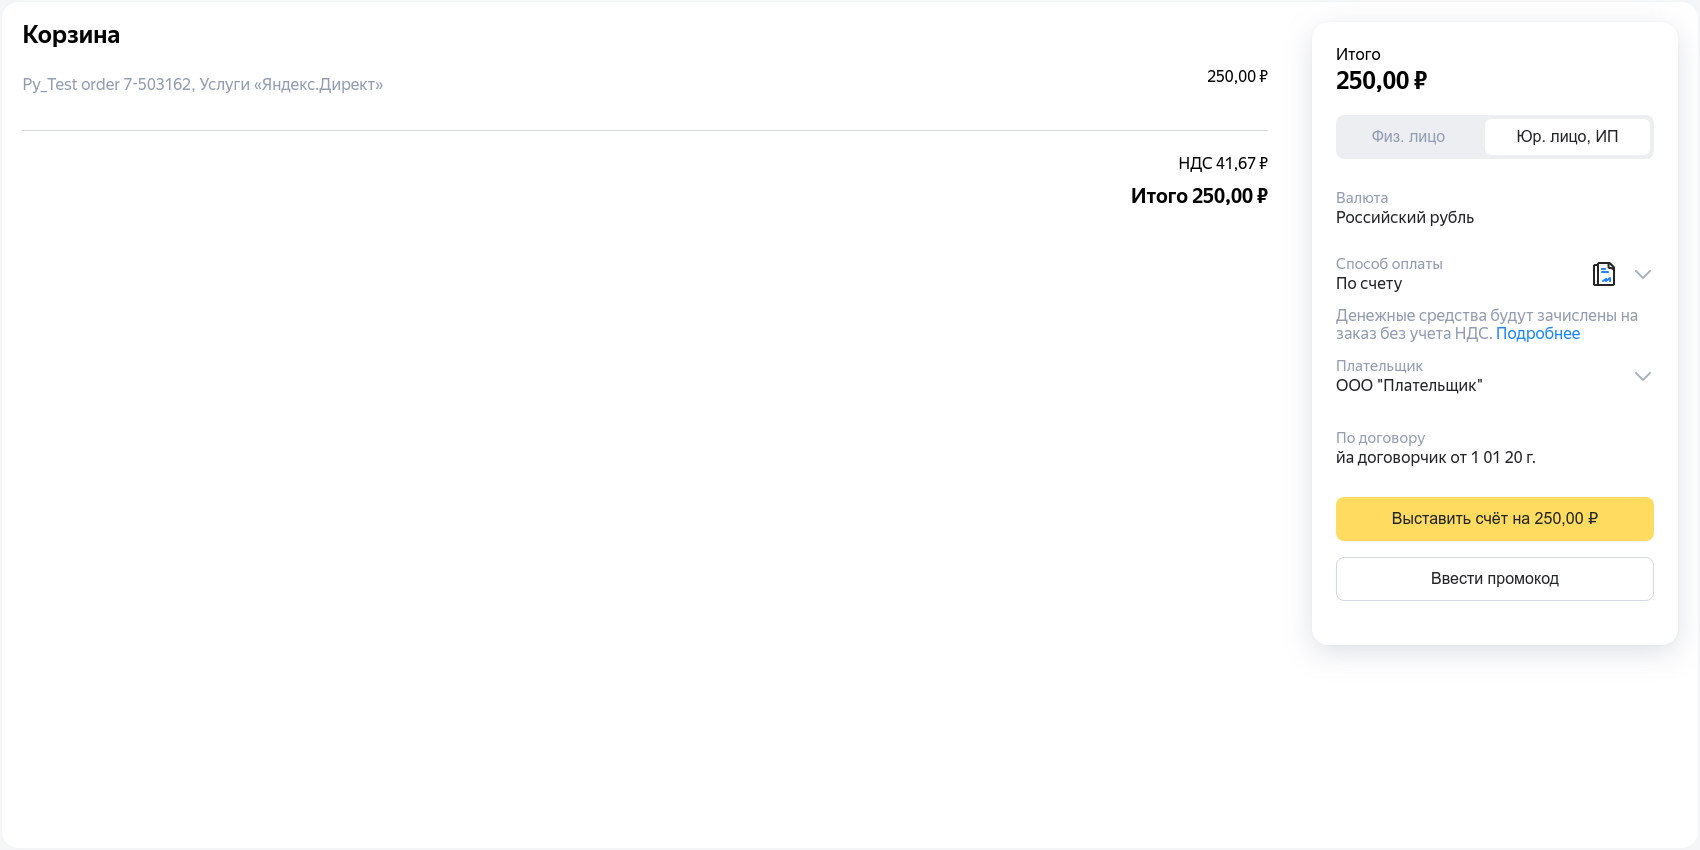 Корзина
Py_Test order 7-503162, Услуги «Яндекс.Директ»
250,00 ₽
НДС 41,67 ₽
Итого 250,00 ₽
Итого
250,00 ₽
Физ. лицо
Юр. лицо, ИП
Валюта
Российский рубль
Способ оплаты
По счету
Денежные средства будут зачислены на
заказ без учета НДС. Подробнее
Плательщик
ООО "Плательщик"
По договору
йа договорчик от 1 01 20 г.
Выставить счёт на 250,00 ₽
Ввести промокод